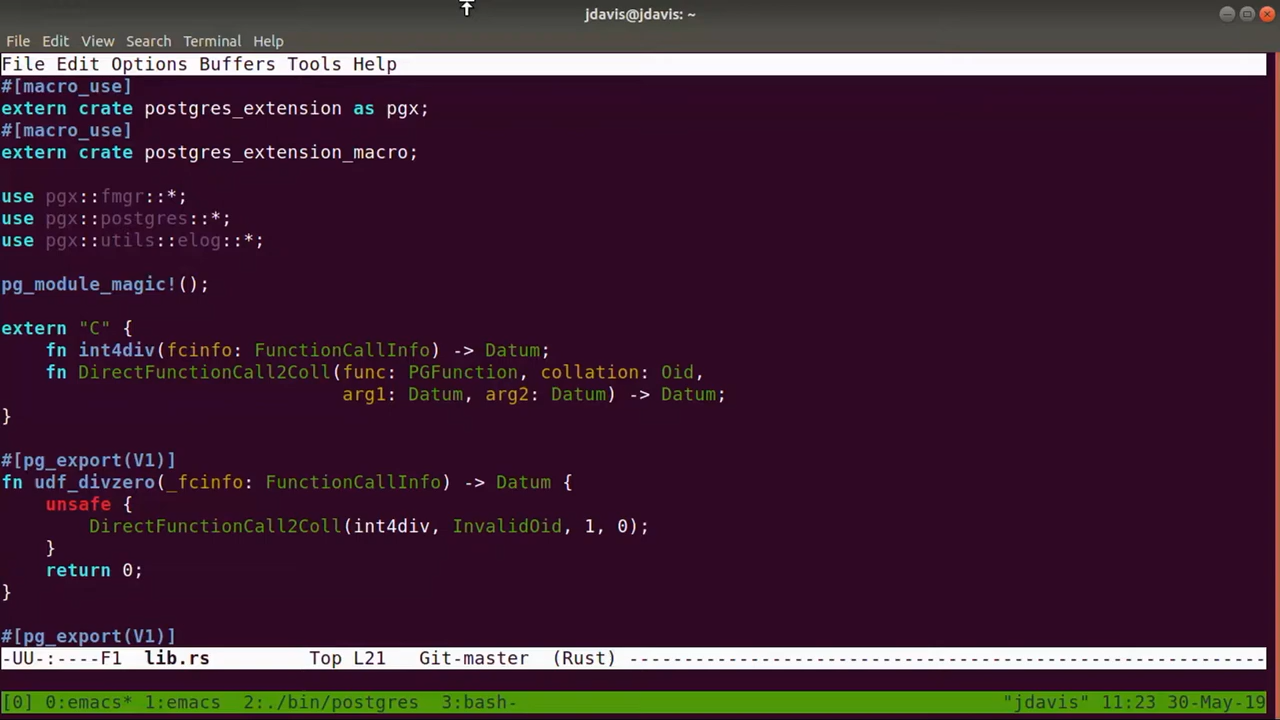 jdavis@jdavis: ~
File Edit View Search Terminal Help
File Edit Options Buffers Tools Help
#[macro_use]
extern crate postgres_extension as pgx;
#[macro_use]
extern crate postgres_extension_macro;
use pgx::fmgr::*;
use pgx::postgres::*;
use pgx::utils::elog::*;
pg_module_magic!();
extern "C" {
    fn int4div(fcinfo: FunctionCallInfo) -> Datum;
    fn DirectFunctionCall2Coll(func: PGFunction, collation: Oid,
                               arg1: Datum, arg2: Datum) -> Datum;
}
#[pg_export(V1)]
fn udf_divzero(_fcinfo: FunctionCallInfo) -> Datum {
    unsafe {
        DirectFunctionCall2Coll(int4div, InvalidOid, 1, 0);
    }
    return 0;
}
#[pg_export(V1)]
-UU-:----F1  lib.rs         Top L21   Git-master  (Rust) ----------------------------------------------------------
[0] 0:emacs* 1:emacs  2:./bin/postgres  3:bash-  "jdavis" 11:23 30-May-19